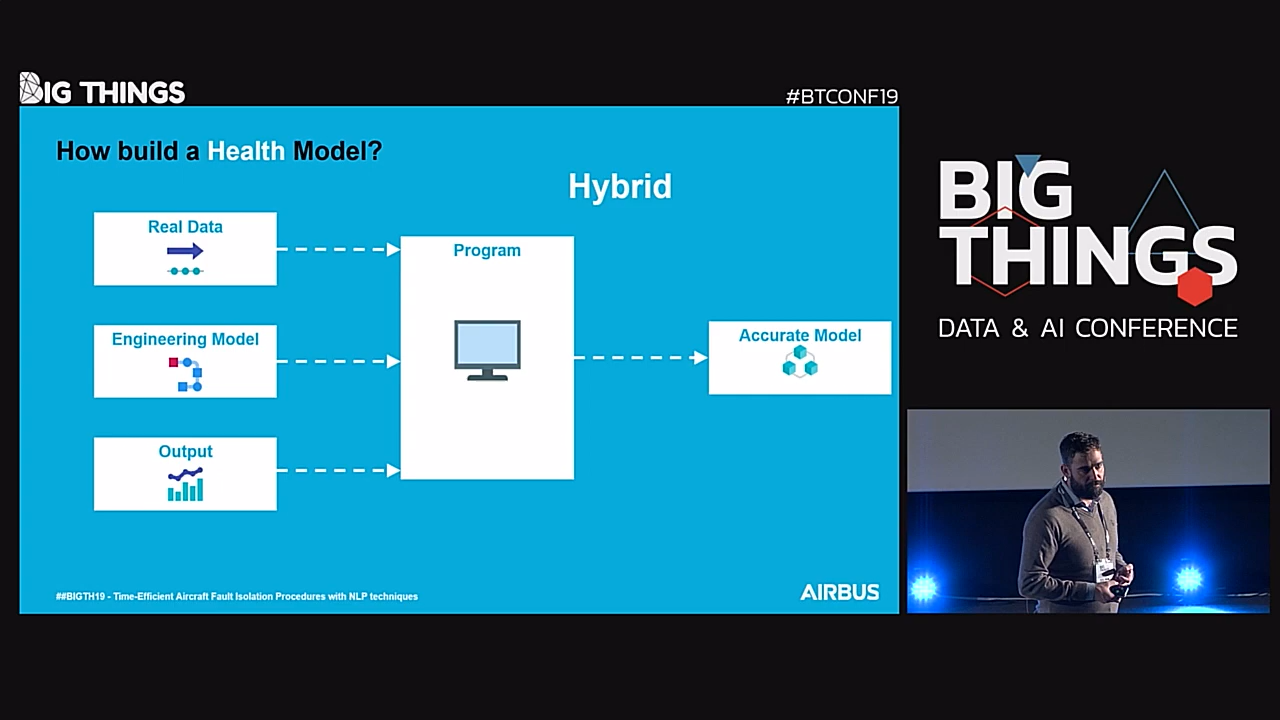 BIG THINGS
#BTCONF19
How build a Health Model?
Hybrid
Real Data
Engineering Model
Output
Program
Accurate Model
##BIGTH19 - Time-Efficient Aircraft Fault Isolation Procedures with NLP techniques
AIRBUS
BIG
THINGS
DATA & AI CONFERENCE